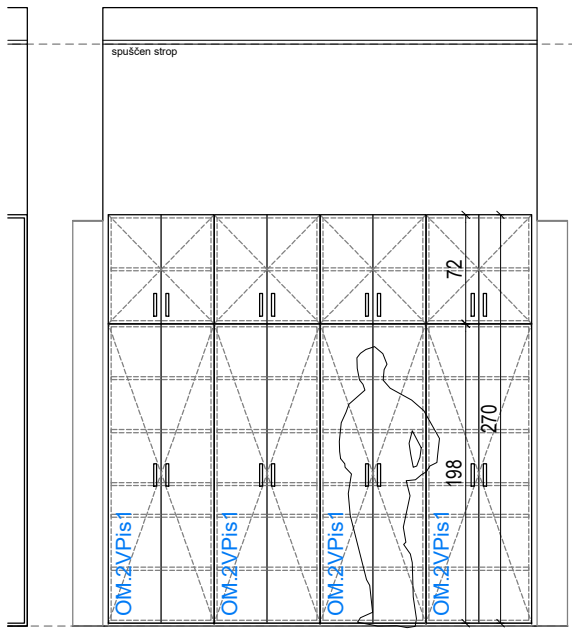 spuščen strop
72
270
198
OM.2VPis1
OM.2VPis1
OM.2VPis1
OM.2VPis1